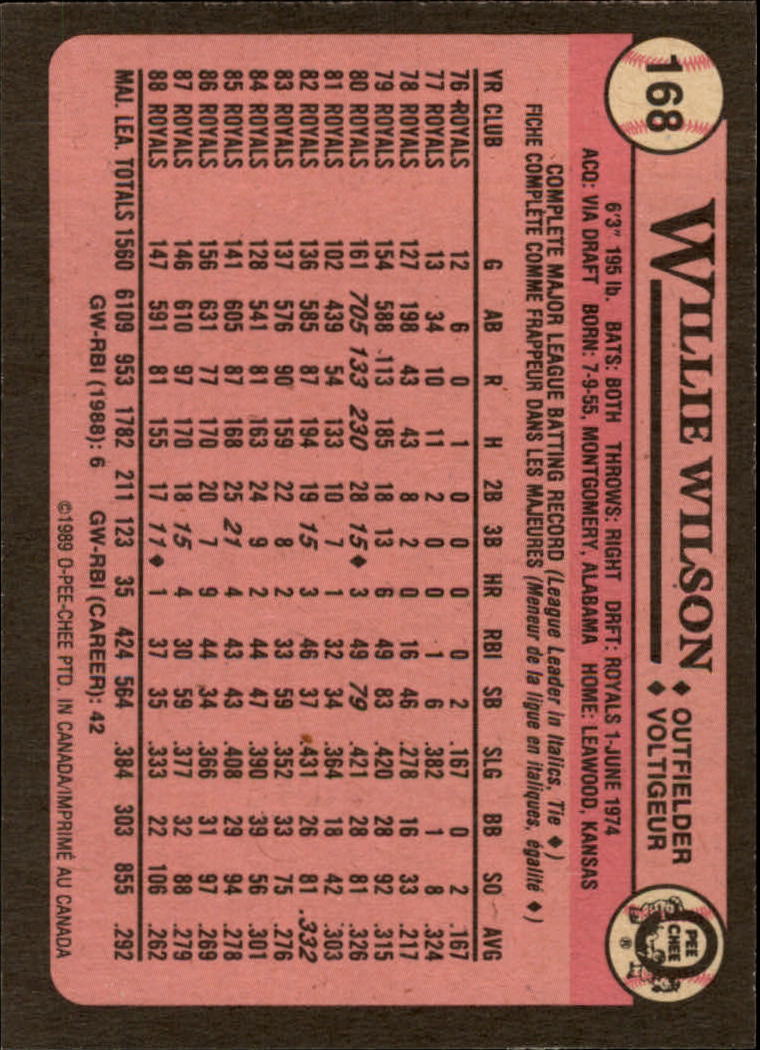 168
WILLIE WILSON
♦ OUTFIELDER
♦ VOLTIGEUR
PEE
CHEE
®
6'3" 195 lb. BATS: BOTH THROWS: RIGHT DRFT: ROYALS 1-JUNE 1974
ACQ: VIA DRAFT BORN: 7-9-55, MONTGOMERY, ALABAMA HOME: LEAWOOD, KANSAS
COMPLETE MAJOR LEAGUE BATTING RECORD (League Leader in Italics, Tie ♦)
FICHE COMPLÈTE COMME FRAPPEUR DANS LES MAJEURES (Meneur de la ligue en italiques, égalité ♦)
YR CLUB G AB R H 2B 3B HR RBI SB SLG BB SO AVG
76 ROYALS 12 6 0 1 0 0 0 0 2 .167 0 2 .167
77 ROYALS 13 34 10 11 2 0 0 1 6 .382 1 8 .324
78 ROYALS 127 198 43 43 8 2 0 16 46 .278 16 33 .217
79 ROYALS 154 588 113 185 18 13 6 49 83 .420 28 92 .315
80 ROYALS 161 705 133 230 28 15♦ 3 49 79 .421 28 81 .326
81 ROYALS 102 439 54 133 10 7 1 32 34 .364 18 42 .303
82 ROYALS 136 585 87 194 19 15 3 46 37 .431 26 81 .332
83 ROYALS 137 576 90 159 22 8 2 33 59 .352 33 75 .276
84 ROYALS 128 541 81 163 24 9 2 44 47 .390 39 56 .301
85 ROYALS 141 605 87 168 25 21 4 43 43 .408 29 94 .278
86 ROYALS 156 631 77 170 20 7 9 44 34 .366 31 97 .269
87 ROYALS 146 610 97 170 18 15 4 30 59 .377 32 88 .279
88 ROYALS 147 591 81 155 17 11♦ 1 37 35 .333 22 106 .262
MAJ. LEA. TOTALS 1560 6109 953 1782 211 123 35 424 564 .384 303 855 .292
GW-RBI (1988): 6 GW-RBI (CAREER): 42
©1989 O-PEE-CHEE PTD. IN CANADA/IMPRIMÉ AU CANADA